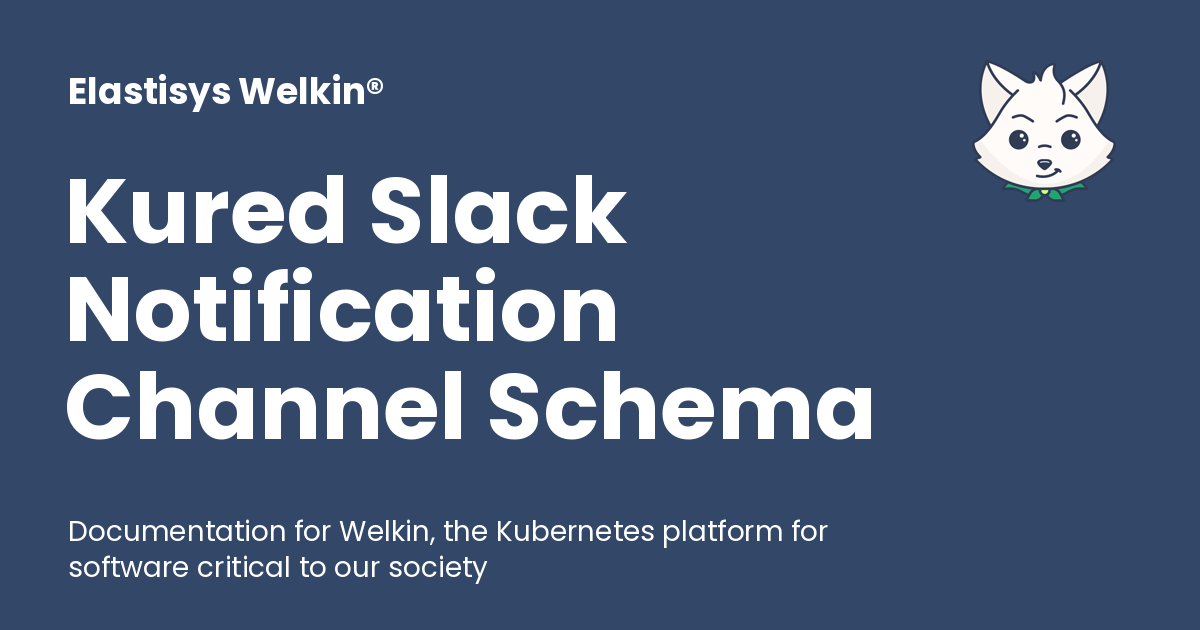 Elastisys Welkin®
Kured Slack
Notification
Channel Schema
Documentation for Welkin, the Kubernetes platform for
software critical to our society